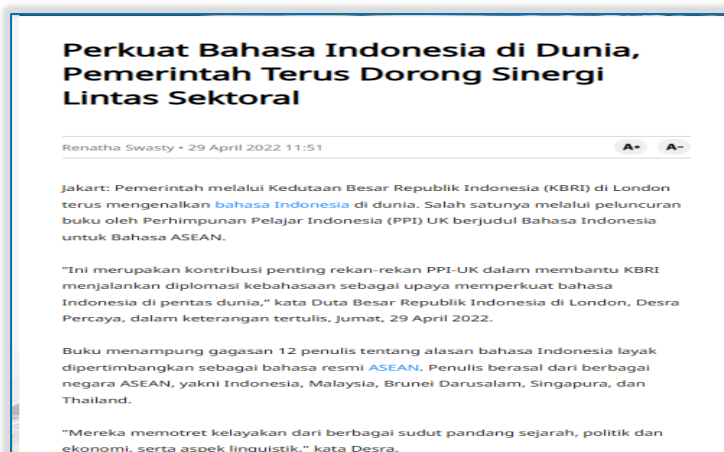 Perkuat Bahasa Indonesia di Dunia,
Pemerintah Terus Dorong Sinergi
Lintas Sektoral
Renatha Swasty • 29 April 2022 11:51
A+ A-
Jakart: Pemerintah melalui Kedutaan Besar Republik Indonesia (KBRI) di London
terus mengenalkan bahasa Indonesia di dunia. Salah satunya melalui peluncuran
buku oleh Perhimpunan Pelajar Indonesia (PPI) UK berjudul Bahasa Indonesia
untuk Bahasa ASEAN.
"Ini merupakan kontribusi penting rekan-rekan PPI-UK dalam membantu KBRI
menjalankan diplomasi kebahasaan sebagai upaya memperkuat bahasa
Indonesia di pentas dunia," kata Duta Besar Republik Indonesia di London, Desra
Percaya, dalam keterangan tertulis, Jumat, 29 April 2022.
Buku menampung gagasan 12 penulis tentang alasan bahasa Indonesia layak
dipertimbangkan sebagai bahasa resmi ASEAN. Penulis berasal dari berbagai
negara ASEAN, yakni Indonesia, Malaysia, Brunei Darusalam, Singapura, dan
Thailand.
"Mereka memotret kelayakan dari berbagai sudut pandang sejarah, politik dan
ekonomi, serta aspek linguistik," kata Desra.